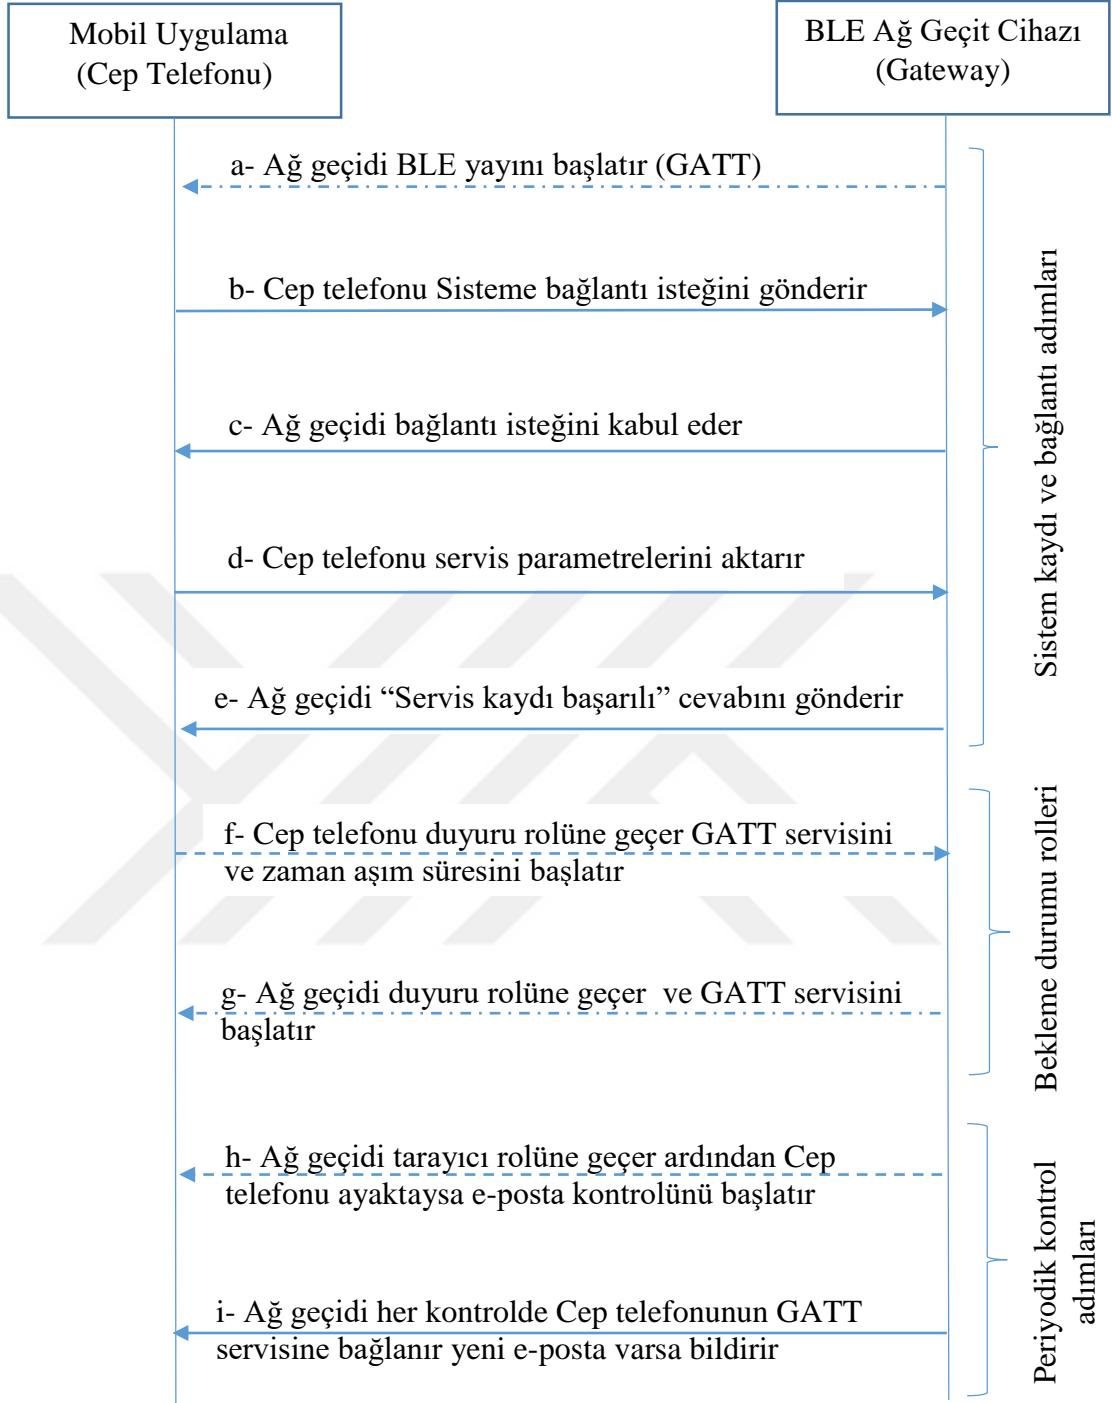 Mobil Uygulama
(Cep Telefonu)
BLE Ağ Geçit Cihazı
(Gateway)
a- Ağ geçidi BLE yayını başlatır (GATT)
b- Cep telefonu Sisteme bağlantı isteğini gönderir
c- Ağ geçidi bağlantı isteğini kabul eder
d- Cep telefonu servis parametrelerini aktarır
e- Ağ geçidi “Servis kaydı başarılı” cevabını gönderir
Sistem kaydı ve bağlantı adımları
f- Cep telefonu duyuru rolüne geçer GATT servisini
ve zaman aşım süresini başlatır
g- Ağ geçidi duyuru rolüne geçer  ve GATT servisini
başlatır
Bekleme durumu rolleri
h- Ağ geçidi tarayıcı rolüne geçer ardından Cep
telefonu ayaktaysa e-posta kontrolünü başlatır
i- Ağ geçidi her kontrolde Cep telefonunun GATT
servisine bağlanır yeni e-posta varsa bildirir
Periyodik kontrol
adımları